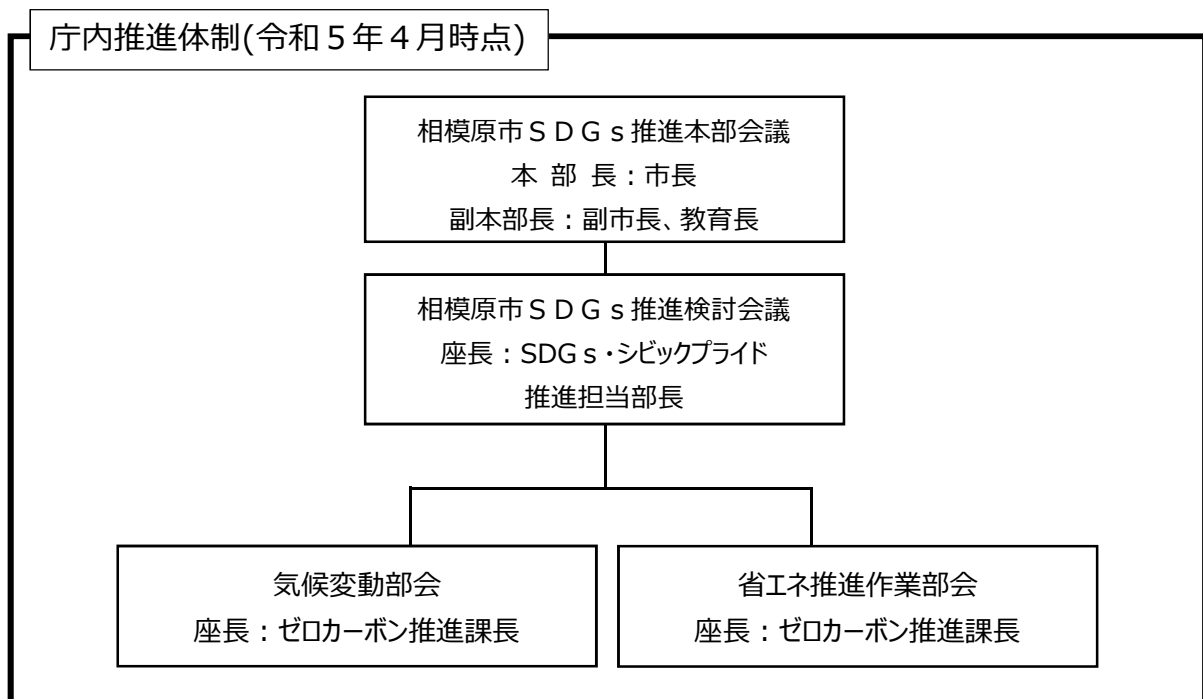 庁内推進体制(令和５年４月時点)
相模原市ＳＤＧｓ推進本部会議
本 部 長：市長
副本部長：副市長、教育長
相模原市ＳＤＧｓ推進検討会議
座長：SDGｓ・シビックプライド
推進担当部長
気候変動部会
座長：ゼロカーボン推進課長
省エネ推進作業部会
座長：ゼロカーボン推進課長